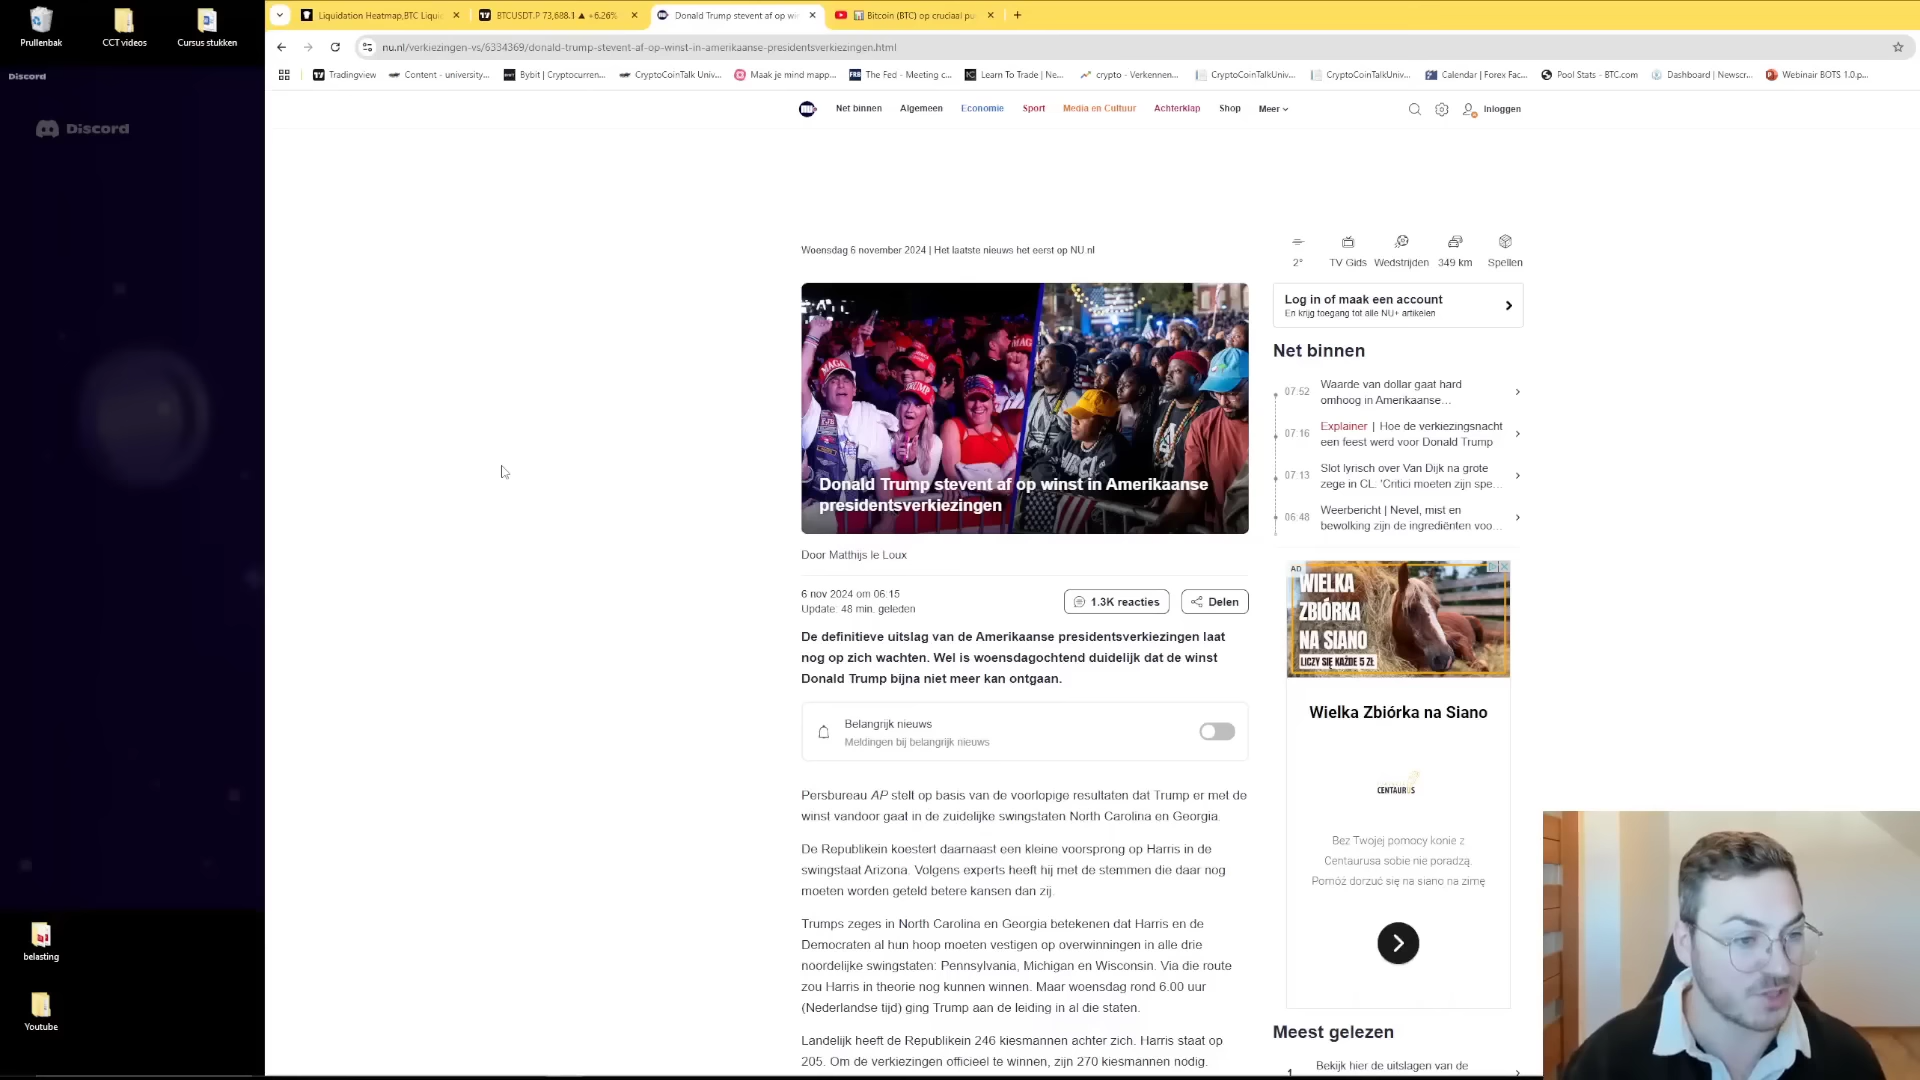 Prullenbak
CCT videos
Cursus stukken
Discord
Discord
belasting
Youtube
Liquidation Heatmap,BTC Liqui
BTCUSDT.P 73,688.1 ▲ +6.26%
Donald Trump stevent af op wi
Bitcoin (BTC) op cruciaal pu
nu.nl/verkiezingen-vs/6334369/donald-trump-stevent-af-op-winst-in-amerikaanse-presidentsverkiezingen.html
Tradingview
Content - university...
Bybit | Cryptocurren...
CryptoCoinTalk Univ...
Maak je mind mapp...
The Fed - Meeting c...
Learn To Trade | Ne...
crypto - Verkennen...
CryptoCoinTalkUniv...
CryptoCoinTalkUniv...
Calendar | Forex Fac...
Pool Stats - BTC.com
Dashboard | Newscr...
Webinair BOTS 1.0.p...
Net binnen
Algemeen
Economie
Sport
Media en Cultuur
Achterklap
Shop
Meer
Inloggen
Woensdag 6 november 2024 | Het laatste nieuws het eerst op NU.nl
2°
TV Gids
Wedstrijden
349 km
Spellen
Donald Trump stevent af op winst in Amerikaanse
presidentsverkiezingen
Door Matthijs le Loux
6 nov 2024 om 06:15
Update: 48 min. geleden
1.3K reacties
Delen
De definitieve uitslag van de Amerikaanse presidentsverkiezingen laat
nog op zich wachten. Wel is woensdagochtend duidelijk dat de winst
Donald Trump bijna niet meer kan ontgaan.
Belangrijk nieuws
Meldingen bij belangrijk nieuws
Persbureau AP stelt op basis van de voorlopige resultaten dat Trump er met de
winst vandoor gaat in de zuidelijke swingstaten North Carolina en Georgia.
De Republikein koestert daarnaast een kleine voorsprong op Harris in de
swingstaat Arizona. Volgens experts heeft hij met de stemmen die daar nog
moeten worden geteld betere kansen dan zij.
Trumps zeges in North Carolina en Georgia betekenen dat Harris en de
Democraten al hun hoop moeten vestigen op overwinningen in alle drie
noordelijke swingstaten: Pennsylvania, Michigan en Wisconsin. Via die route
zou Harris in theorie nog kunnen winnen. Maar woensdag rond 6.00 uur
(Nederlandse tijd) ging Trump aan de leiding in al die staten.
Landelijk heeft de Republikein 246 kiesmannen achter zich. Harris staat op
205. Om de verkiezingen officieel te winnen, zijn 270 kiesmannen nodig.
Log in of maak een account
En krijg toegang tot alle NU+ artikelen
Net binnen
07:52
Waarde van dollar gaat hard
omhoog in Amerikaanse...
07:16
Explainer | Hoe de verkiezingsnacht
een feest werd voor Donald Trump
07:13
Slot lyrisch over Van Dijk na grote
zege in CL: 'Critici moeten zijn spe...
06:48
Weerbericht | Nevel, mist en
bewolking zijn de ingrediënten voo...
AD
WIELKA
ZBIÓRKA
NA SIANO
LICZY SIĘ KAŻDE 5 ZŁ
Wielka Zbiórka na Siano
CENTAURUS
Bez Twojej pomocy konie z
Centaurusa sobie nie poradzą.
Pomóż dorzuć się na siano na zimę
Meest gelezen
1
Bekijk hier de uitslagen van de